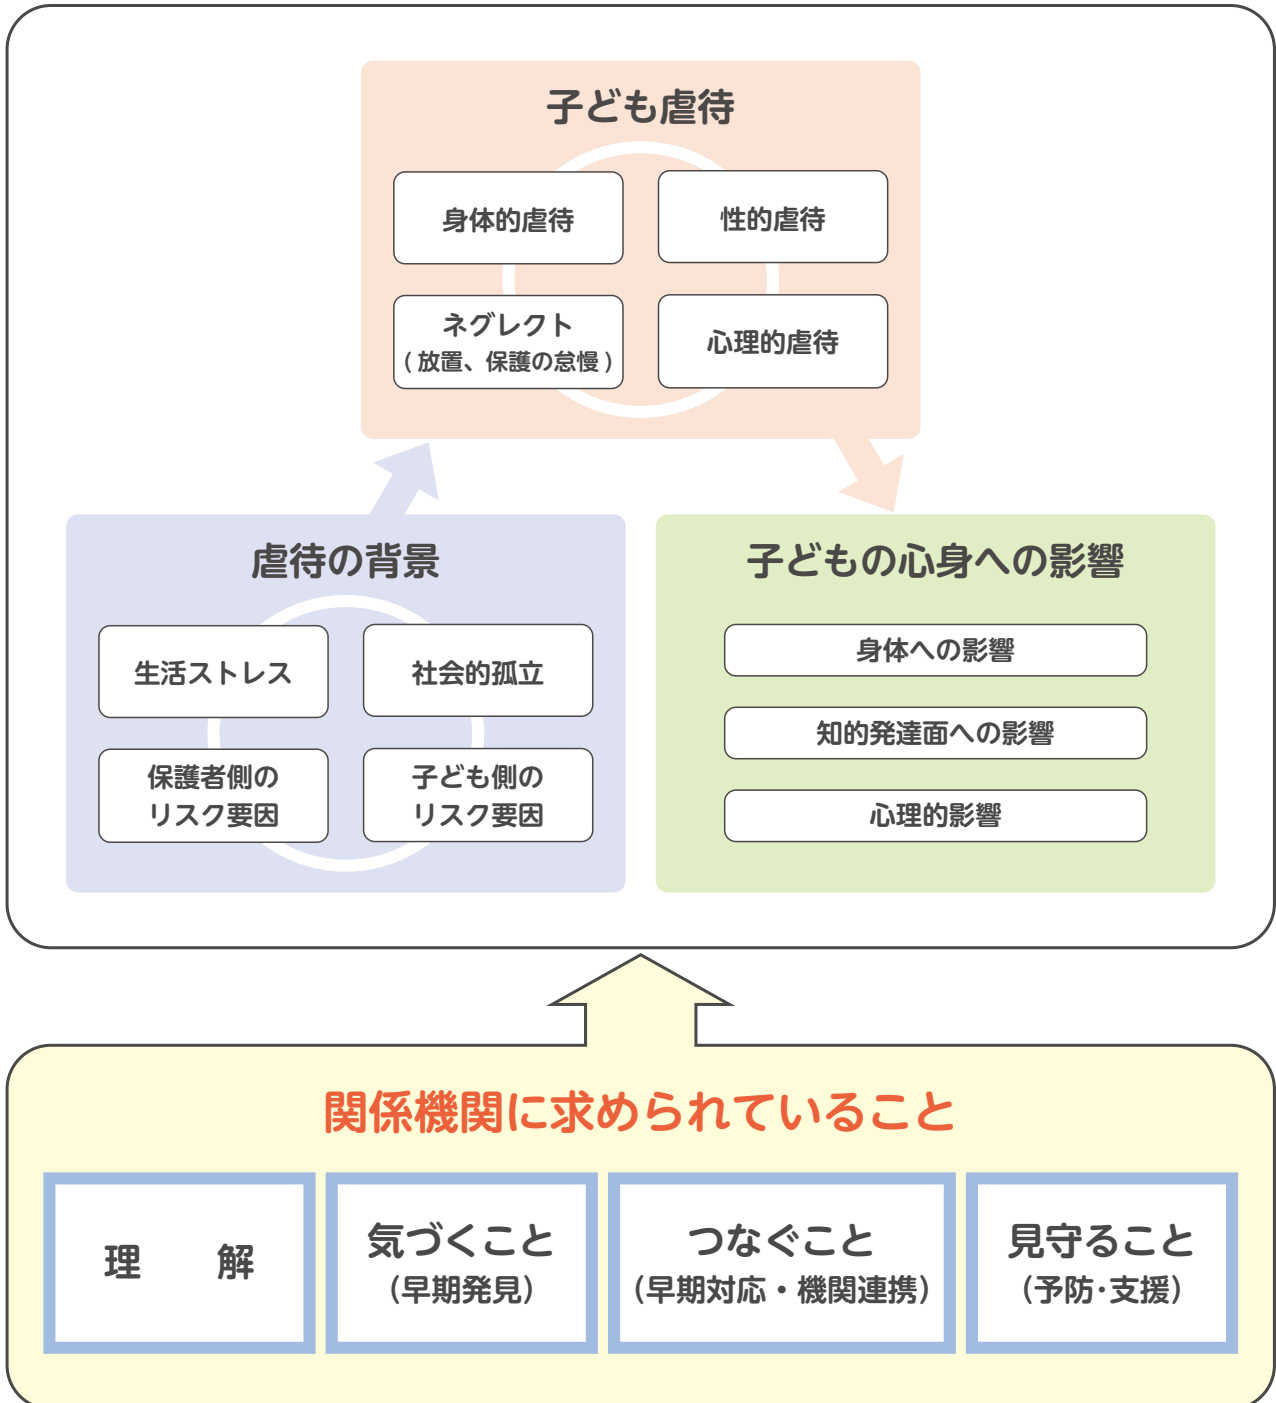 子ども虐待
身体的虐待
性的虐待
ネグレクト
(放置、保護の怠慢)
心理的虐待
虐待の背景
生活ストレス
社会的孤立
保護者側の
リスク要因
子ども側の
リスク要因
子どもの心身への影響
身体への影響
知的発達面への影響
心理的影響
関係機関に求められていること
理　　解
気づくこと
(早期発見)
つなぐこと
(早期対応・機関連携)
見守ること
(予防・支援)